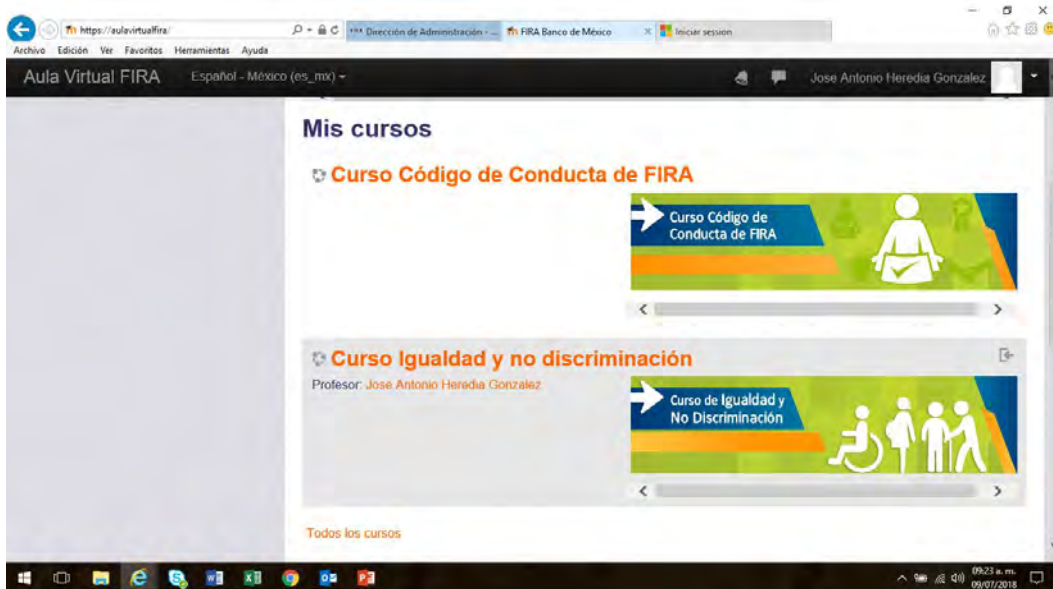 https://aulavirtualfira/
Dirección de Administración - ...
FIRA Banco de México
Iniciar session
Archivo Edición Ver Favoritos Herramientas Ayuda
Aula Virtual FIRA Español - México (es_mx)
Jose Antonio Heredia Gonzalez
Mis cursos
Curso Código de Conducta de FIRA
Curso Código de
Conducta de FIRA
Curso Igualdad y no discriminación
Profesor: Jose Antonio Heredia Gonzalez
Curso de Igualdad y
No Discriminación
Todos los cursos
09:23 a. m.
09/07/2018